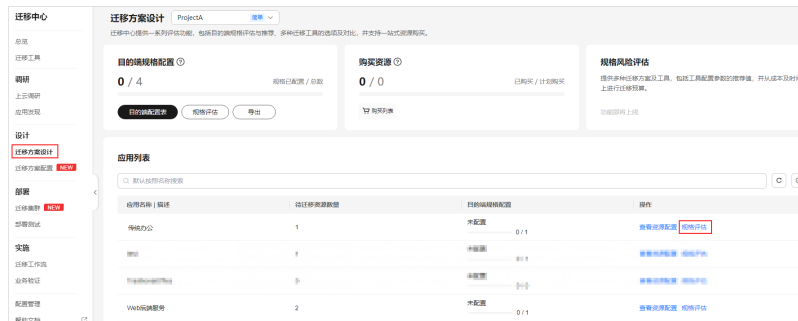 迁移中心
总览
迁移工具
调研
上云调研
应用发现
设计
迁移方案设计
迁移方案配置 NEW
部署
迁移集群 NEW
部署测试
实施
迁移工作流
业务验证
配置管理
帮助文档
迁移方案设计 ProjectA 简单
迁移中心提供一系列评估功能，包括目的端规格评估与推荐、多种迁移工具的选项及对比，并支持一站式资源购买。
目的端规格配置
0 / 4 规格已配置 / 总数
目的端配置表 规格评估 导出
购买资源
0 / 0 已购买 / 计划购买
购买列表
规格风险评估
提供多种迁移方案及工具，包括工具配置参数的推荐值，并从成本及时
上进行迁移预算。
功能即将上线
应用列表
默认按照名称搜索
应用名称 | 描述 待迁移资源数量 目的端规格配置 操作
传统办公 1 未配置 0 / 1 查看资源配置 规格评估
Web后端服务 2 未配置 0 / 1 查看资源配置 规格评估